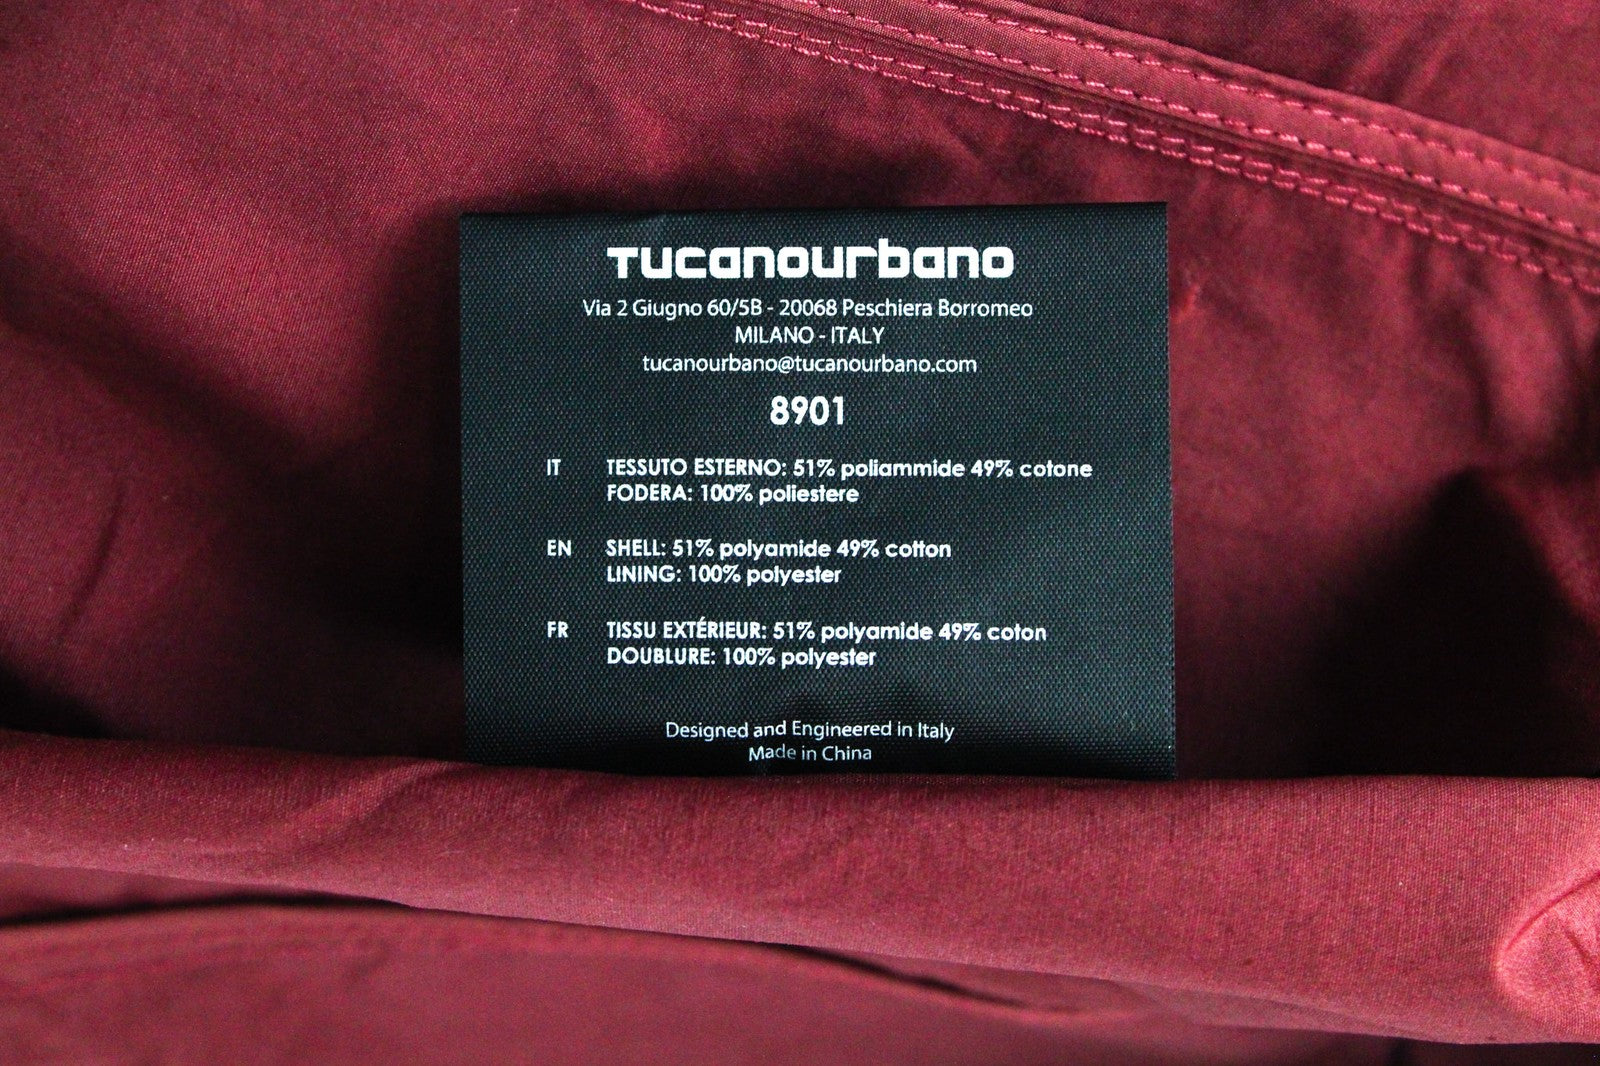 Tucanourbano
Via 2 Giugno 60/5B - 20068 Peschiera Borromeo
MILANO - ITALY
tucanourbano@tucanourbano.com
8901
IT TESSUTO ESTERNO: 51% poliammide 49% cotone
FODERA: 100% poliestere
EN SHELL: 51% polyamide 49% cotton
LINING: 100% polyester
FR TISSU EXTÉRIEUR: 51% polyamide 49% coton
DOUBLURE: 100% polyester
Designed and Engineered in Italy
Made in China